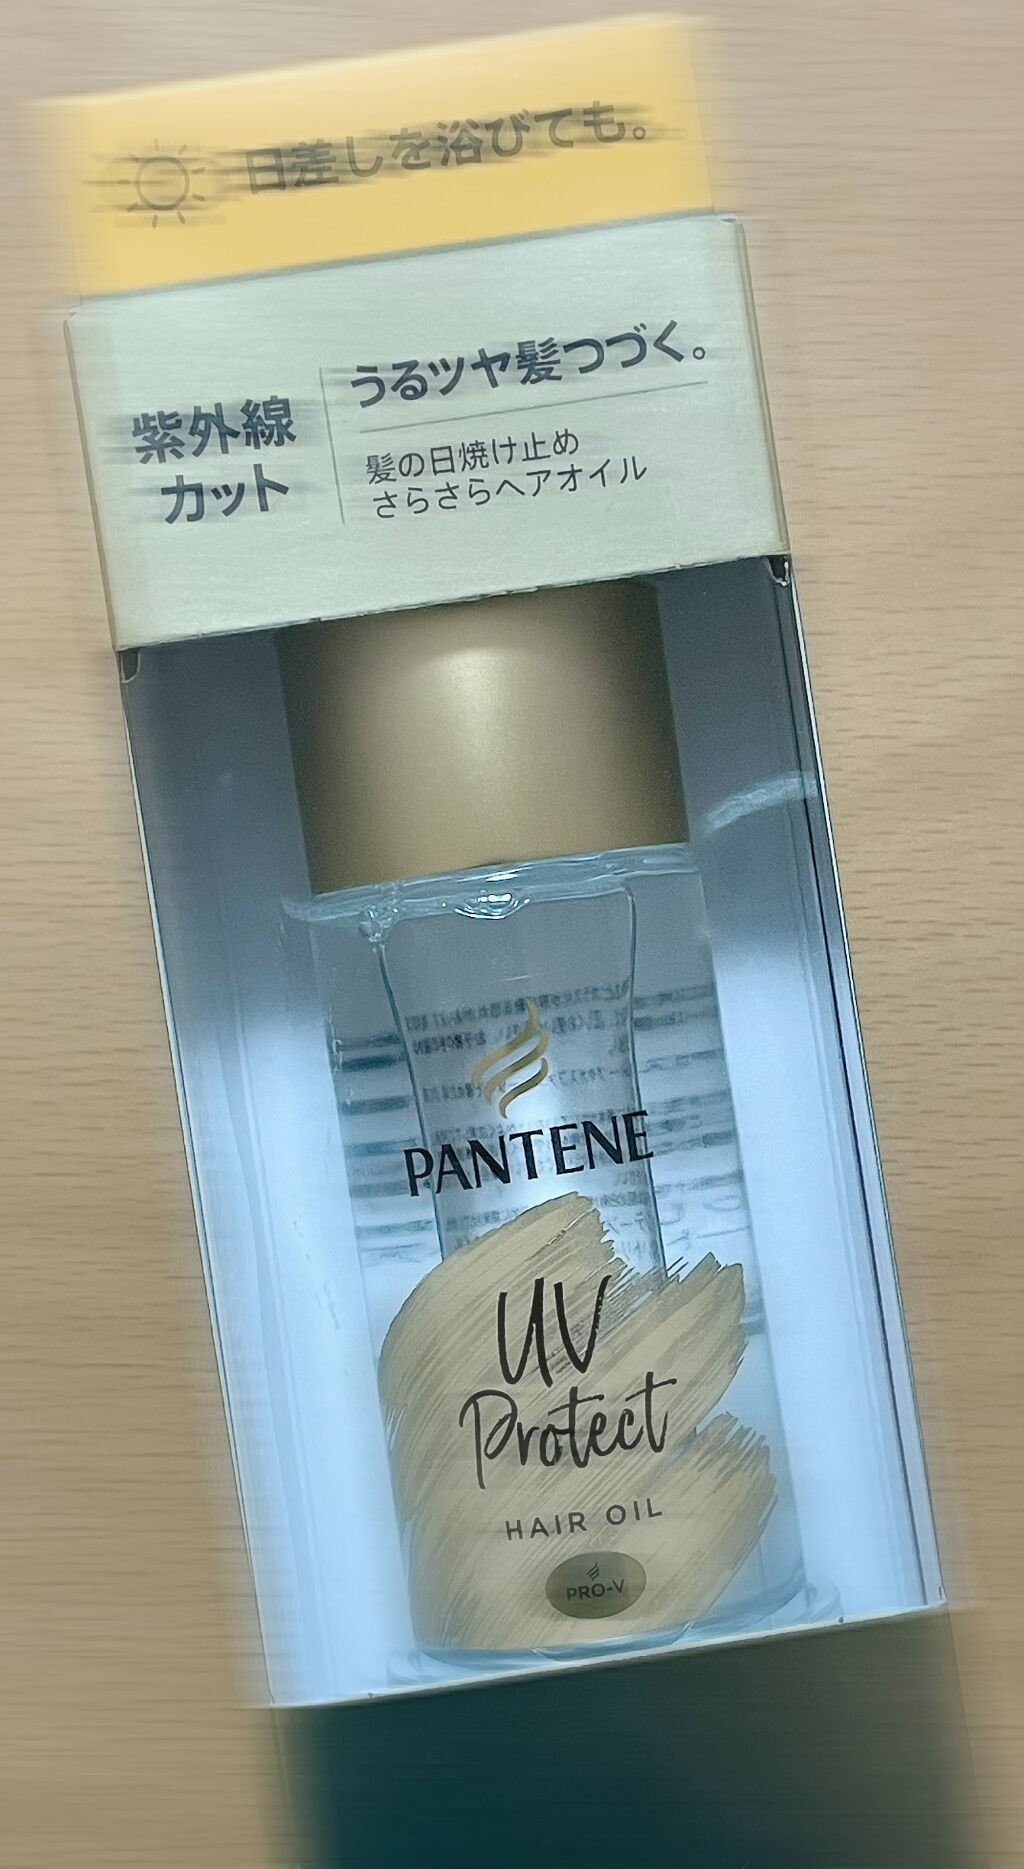 日差しを浴びても。
紫外線
カット
うるツヤ髪つづく。
髪の日焼け止め
さらさらヘアオイル
PANTENE
UV
Protect
HAIR OIL
PRO-V